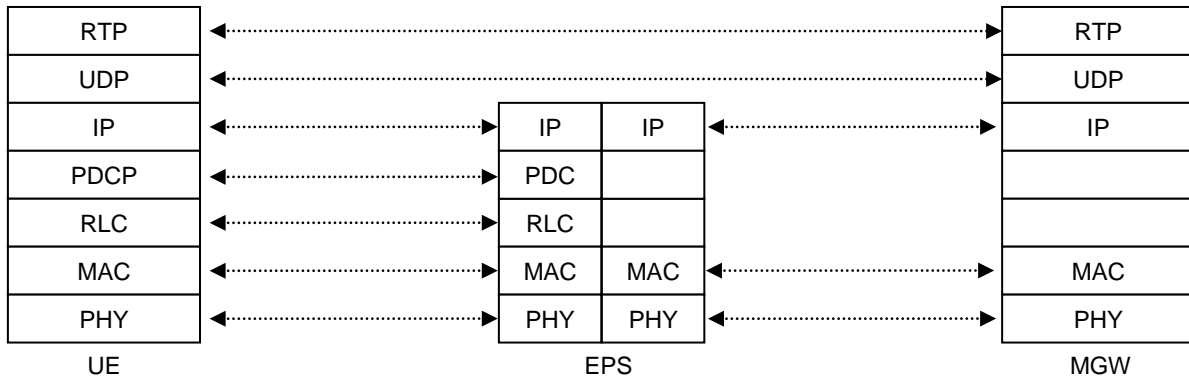 RTP RTP
UDP UDP
IP IP IP IP
PDCP PDC
RLC RLC
MAC MAC MAC MAC
PHY PHY PHY PHY
UE EPS MGW